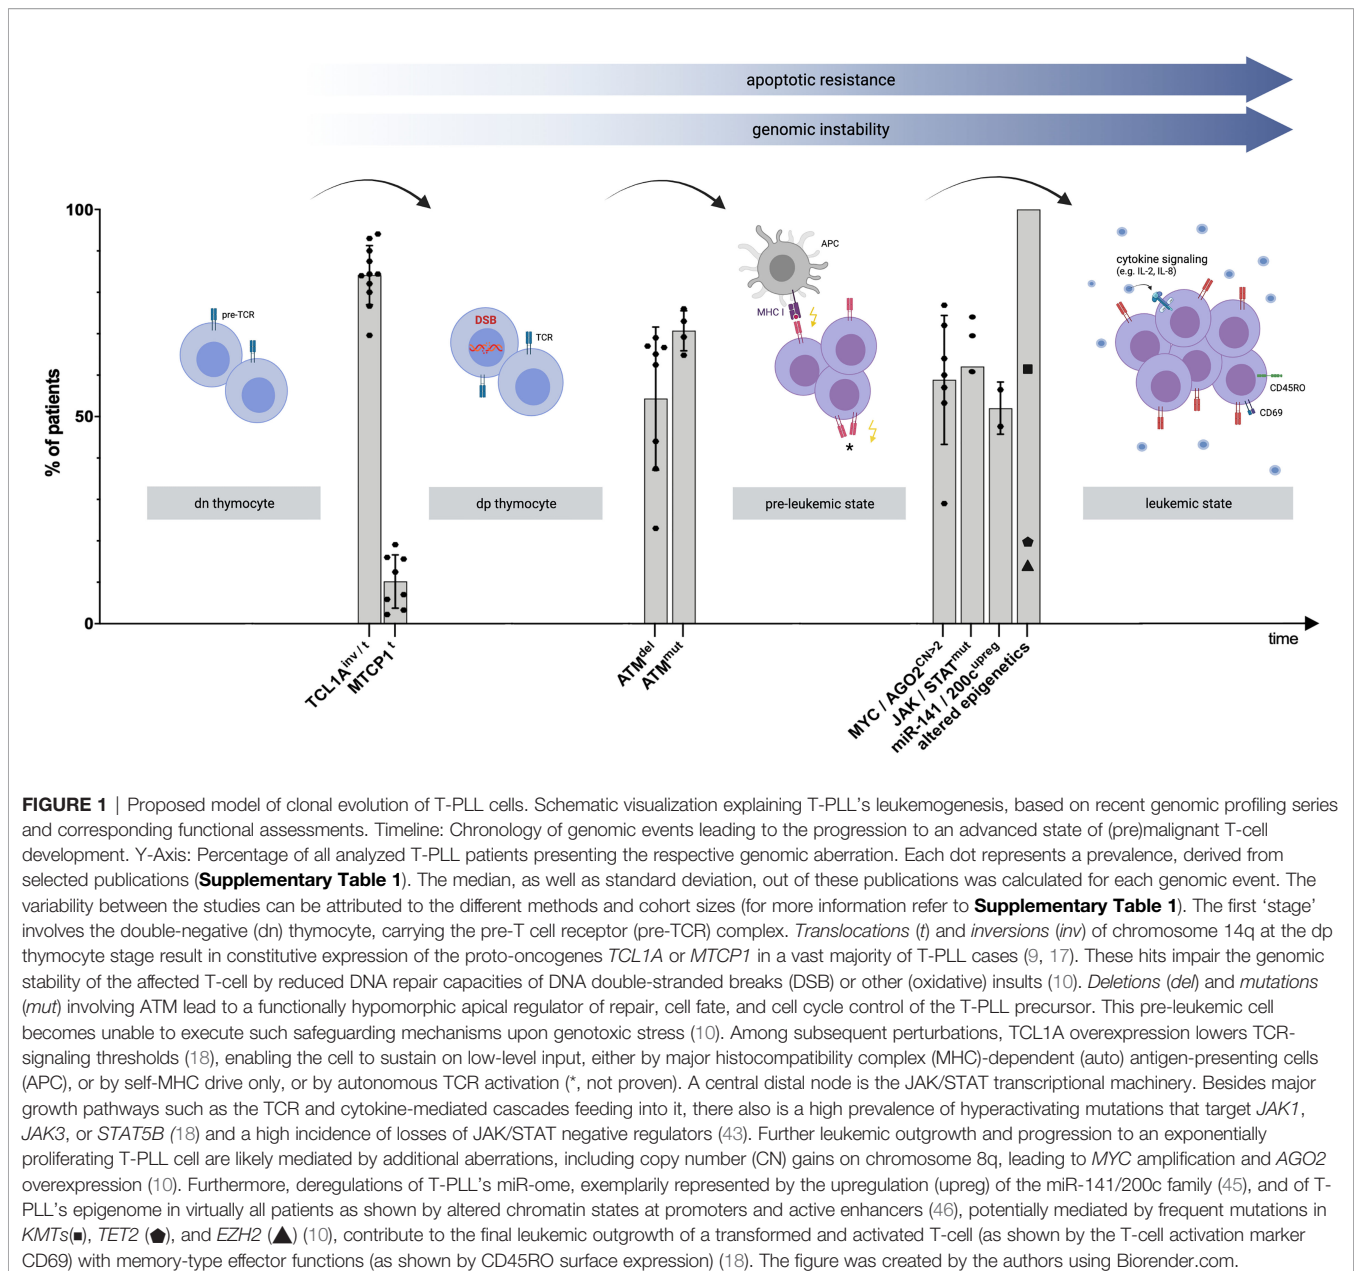 apoptotic resistance
genomic instability
% of patients
100
50
0
pre-TCR
dn thymocyte
TCL1A^inv / t
MTCP1^t
DSB
TCR
dp thymocyte
ATM^del
ATM^mut
APC
MHC I
*
pre-leukemic state
MYC / AGO2^CN>2
JAK / STAT^mut
miR-141 / 200c^upreg
altered epigenetics
cytokine signaling
(e.g. IL-2, IL-8)
CD45RO
CD69
leukemic state
time
FIGURE 1 | Proposed model of clonal evolution of T-PLL cells. Schematic visualization explaining T-PLL’s leukemogenesis, based on recent genomic profiling series
and corresponding functional assessments. Timeline: Chronology of genomic events leading to the progression to an advanced state of (pre)malignant T-cell
development. Y-Axis: Percentage of all analyzed T-PLL patients presenting the respective genomic aberration. Each dot represents a prevalence, derived from
selected publications (Supplementary Table 1). The median, as well as standard deviation, out of these publications was calculated for each genomic event. The
variability between the studies can be attributed to the different methods and cohort sizes (for more information refer to Supplementary Table 1). The first ‘stage’
involves the double-negative (dn) thymocyte, carrying the pre-T cell receptor (pre-TCR) complex. Translocations (t) and inversions (inv) of chromosome 14q at the dp
thymocyte stage result in constitutive expression of the proto-oncogenes TCL1A or MTCP1 in a vast majority of T-PLL cases (9, 17). These hits impair the genomic
stability of the affected T-cell by reduced DNA repair capacities of DNA double-stranded breaks (DSB) or other (oxidative) insults (10). Deletions (del) and mutations
(mut) involving ATM lead to a functionally hypomorphic apical regulator of repair, cell fate, and cell cycle control of the T-PLL precursor. This pre-leukemic cell
becomes unable to execute such safeguarding mechanisms upon genotoxic stress (10). Among subsequent perturbations, TCL1A overexpression lowers TCR-
signaling thresholds (18), enabling the cell to sustain on low-level input, either by major histocompatibility complex (MHC)-dependent (auto) antigen-presenting cells
(APC), or by self-MHC drive only, or by autonomous TCR activation (*, not proven). A central distal node is the JAK/STAT transcriptional machinery. Besides major
growth pathways such as the TCR and cytokine-mediated cascades feeding into it, there also is a high prevalence of hyperactivating mutations that target JAK1,
JAK3, or STAT5B (18) and a high incidence of losses of JAK/STAT negative regulators (43). Further leukemic outgrowth and progression to an exponentially
proliferating T-PLL cell are likely mediated by additional aberrations, including copy number (CN) gains on chromosome 8q, leading to MYC amplification and AGO2
overexpression (10). Furthermore, deregulations of T-PLL’s miR-ome, exemplarily represented by the upregulation (upreg) of the miR-141/200c family (45), and of T-
PLL’s epigenome in virtually all patients as shown by altered chromatin states at promoters and active enhancers (46), potentially mediated by frequent mutations in
KMTs(■), TET2 (⬟), and EZH2 (▲) (10), contribute to the final leukemic outgrowth of a transformed and activated T-cell (as shown by the T-cell activation marker
CD69) with memory-type effector functions (as shown by CD45RO surface expression) (18). The figure was created by the authors using Biorender.com.